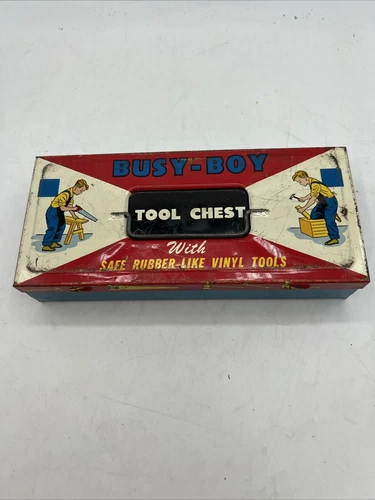 BUSY-BOY
TOOL CHEST
With
SAFE RUBBER-LIKE VINYL TOOLS